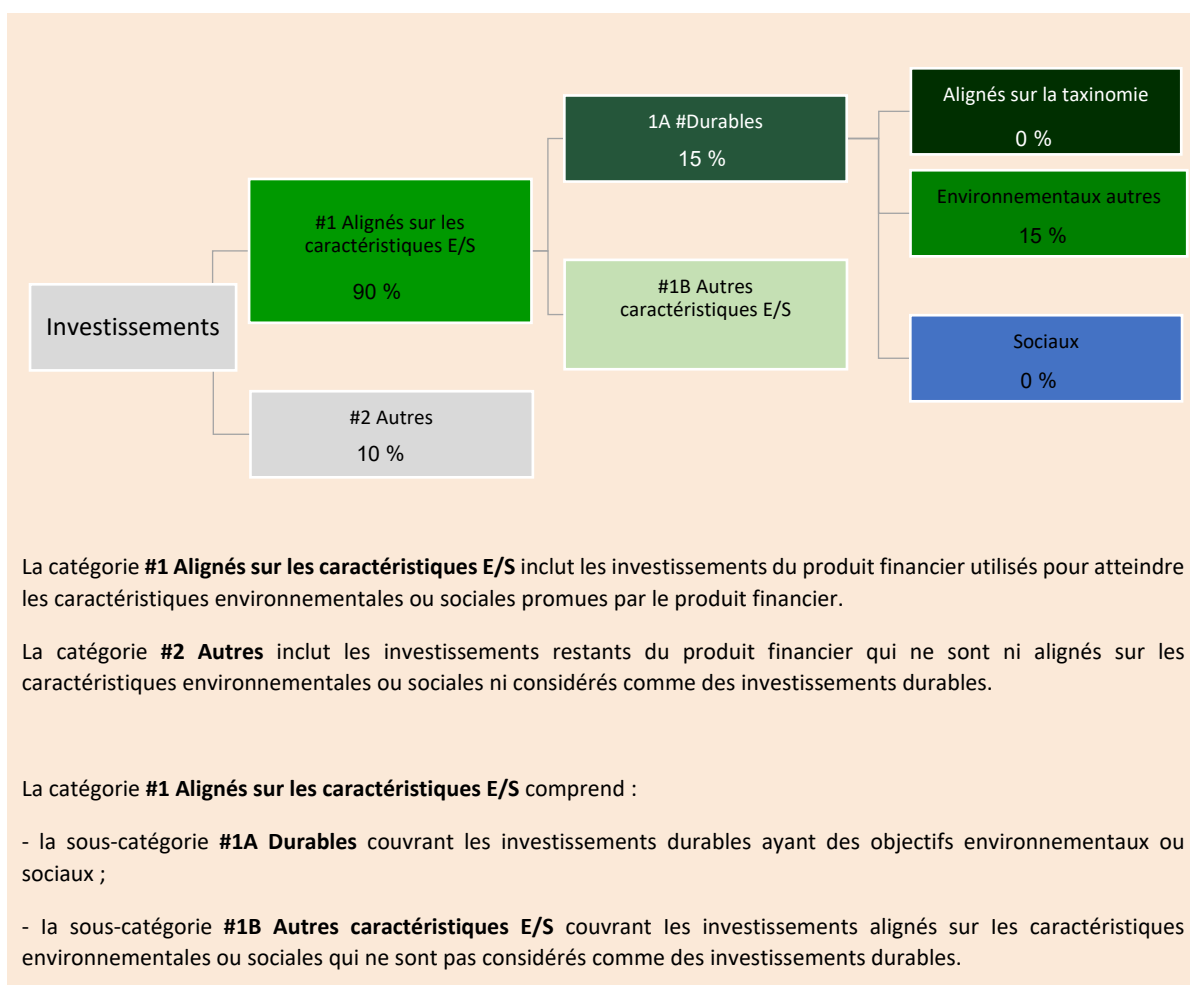 Investissements
#1 Alignés sur les
caractéristiques E/S
90 %
#2 Autres
10 %
1A #Durables
15 %
#1B Autres
caractéristiques E/S
Alignés sur la taxinomie
0 %
Environnementaux autres
15 %
Sociaux
0 %
La catégorie #1 Alignés sur les caractéristiques E/S inclut les investissements du produit financier utilisés pour atteindre
les caractéristiques environnementales ou sociales promues par le produit financier.
La catégorie #2 Autres inclut les investissements restants du produit financier qui ne sont ni alignés sur les
caractéristiques environnementales ou sociales ni considérés comme des investissements durables.
La catégorie #1 Alignés sur les caractéristiques E/S comprend :
- la sous-catégorie #1A Durables couvrant les investissements durables ayant des objectifs environnementaux ou
sociaux ;
- la sous-catégorie #1B Autres caractéristiques E/S couvrant les investissements alignés sur les caractéristiques
environnementales ou sociales qui ne sont pas considérés comme des investissements durables.